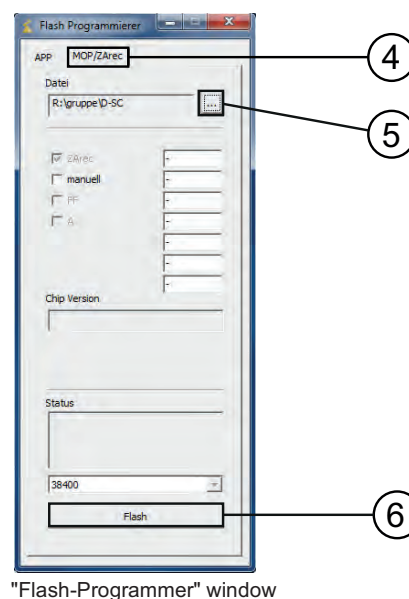 Flash Programmierer
APP MOP/ZArec
4
Datei
R:\gruppe\D-SC
...
5
ZArec -
manuell -
PF -
A -
-
-
-
Chip Version
Status
38400
Flash
6
"Flash-Programmer" window